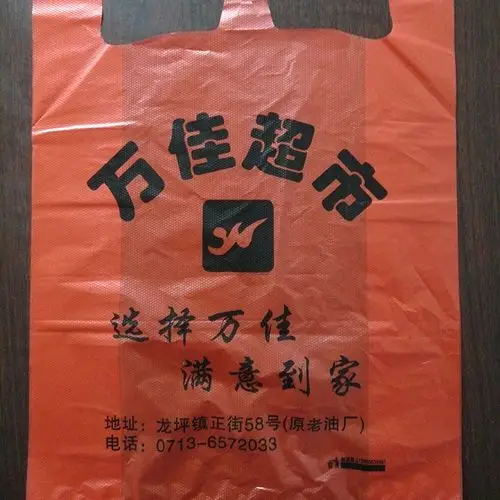 万佳超市
选择万佳
满意到家
地址：龙坪镇正街58号(原老油厂)
电话：0713-6572033